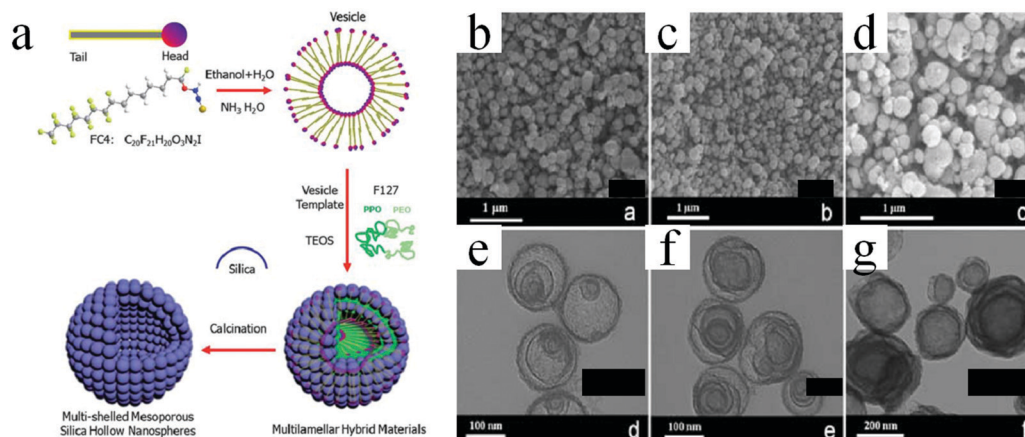 a
Tail
Head
FC4: C20F21H20O3N2I
Ethanol+H2O
NH3 H2O
Vesicle
Vesicle
Template
TEOS
F127
PPO PEO
Silica
Calcination
Multi-shelled Mesoporous
Silica Hollow Nanospheres
Multilamellar Hybrid Materials
b
1 μm
a
c
1 μm
b
d
1 μm
e
100 nm
d
f
100 nm
e
g
200 nm